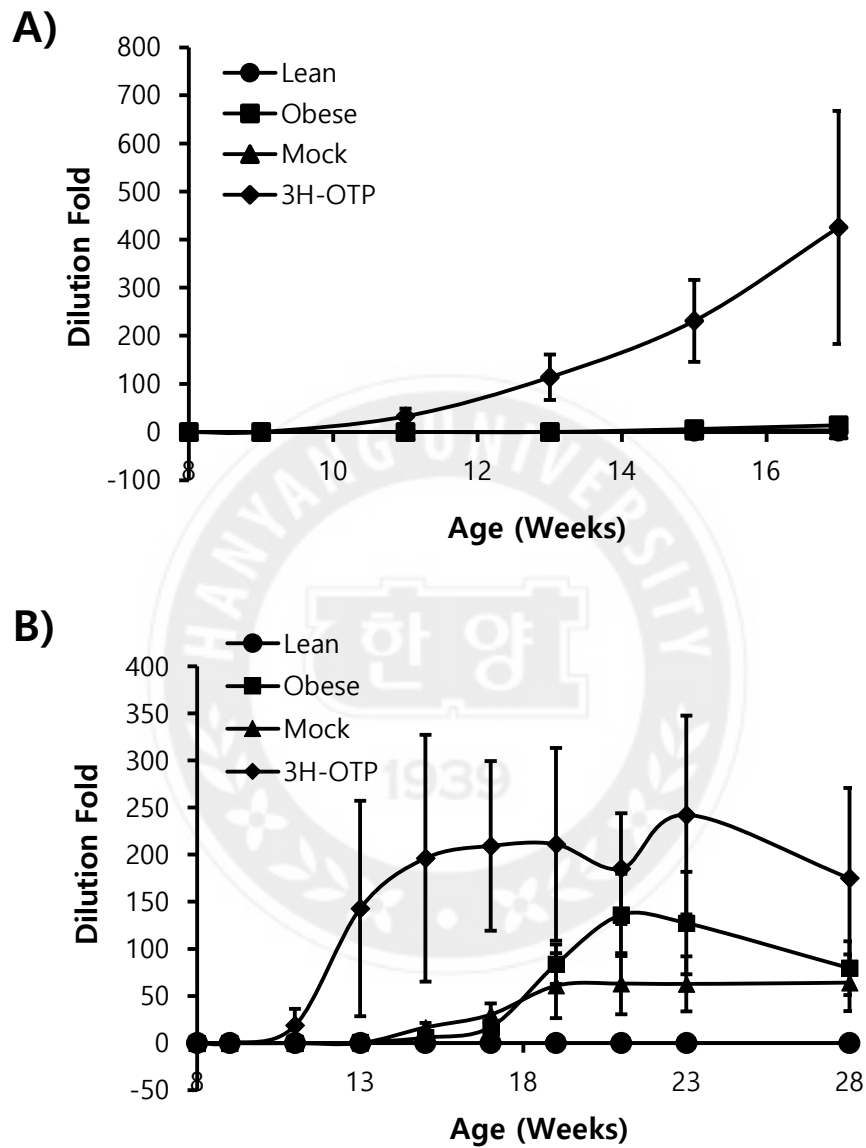 A)
800
700
600
500
400
300
200
100
0
-100
Dilution Fold
Lean
Obese
Mock
3H-OTP
8 10 12 14 16
Age (Weeks)
HANYANG UNIVERSITY
한양
1939
B)
400
350
300
250
200
150
100
50
0
-50
Dilution Fold
Lean
Obese
Mock
3H-OTP
8 13 18 23 28
Age (Weeks)